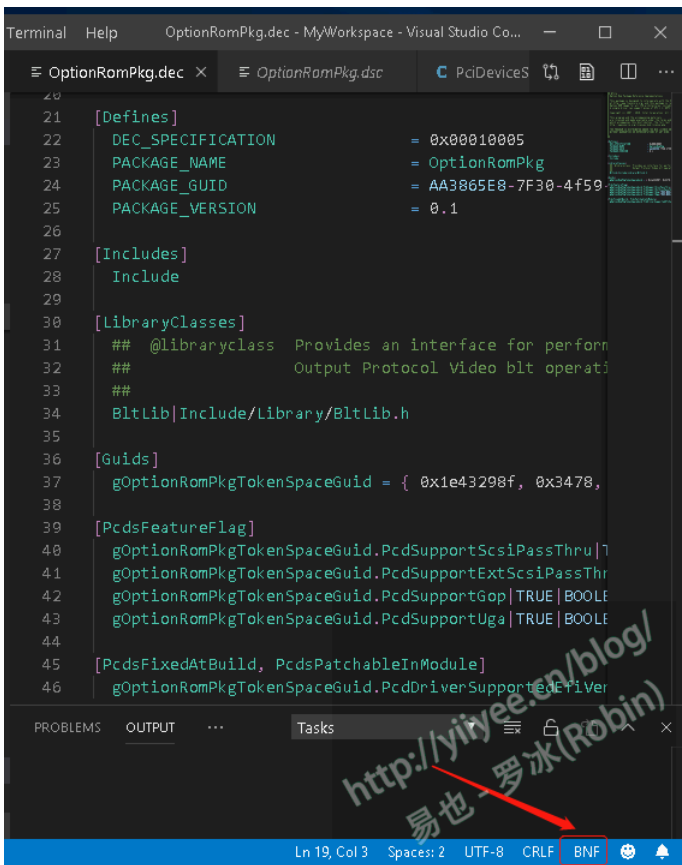 Terminal Help OptionRomPkg.dec - MyWorkspace - Visual Studio Co...
OptionRomPkg.dec OptionRomPkg.dsc PciDeviceS ...
20
21 [Defines]
22 DEC_SPECIFICATION = 0x00010005
23 PACKAGE_NAME = OptionRomPkg
24 PACKAGE_GUID = AA3865E8-7F30-4f59-
25 PACKAGE_VERSION = 0.1
26
27 [Includes]
28 Include
29
30 [LibraryClasses]
31 ## @libraryclass Provides an interface for perform
32 ## Output Protocol Video blt operati
33 ##
34 BltLib|Include/Library/BltLib.h
35
36 [Guids]
37 gOptionRomPkgTokenSpaceGuid = { 0x1e43298f, 0x3478,
38
39 [PcdsFeatureFlag]
40 gOptionRomPkgTokenSpaceGuid.PcdSupportScsiPassThru|T
41 gOptionRomPkgTokenSpaceGuid.PcdSupportExtScsiPassThr
42 gOptionRomPkgTokenSpaceGuid.PcdSupportGop|TRUE|BOOLE
43 gOptionRomPkgTokenSpaceGuid.PcdSupportUga|TRUE|BOOLE
44
45 [PcdsFixedAtBuild, PcdsPatchableInModule]
46 gOptionRomPkgTokenSpaceGuid.PcdDriverSupportedEfiVer
PROBLEMS OUTPUT ... Tasks
http://yiiyee.cn/blog/
易也 - 罗冰(Robin)
Ln 19, Col 3 Spaces: 2 UTF-8 CRLF BNF